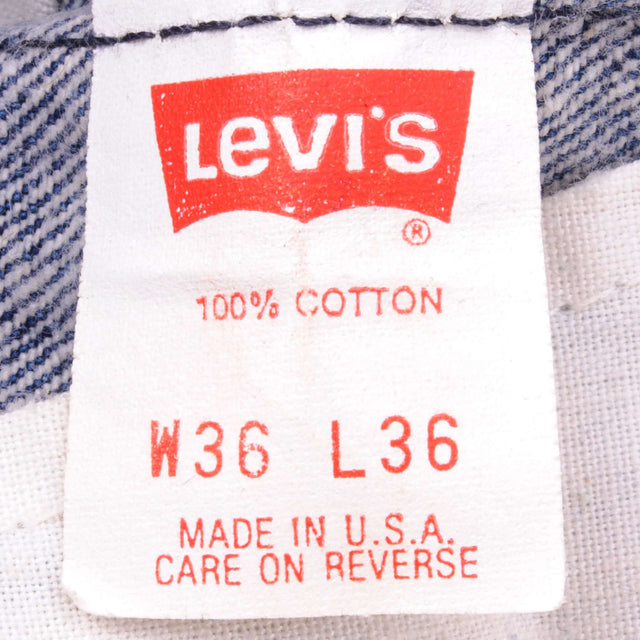 Levi's
®
100% COTTON
W36 L36
MADE IN U.S.A.
CARE ON REVERSE